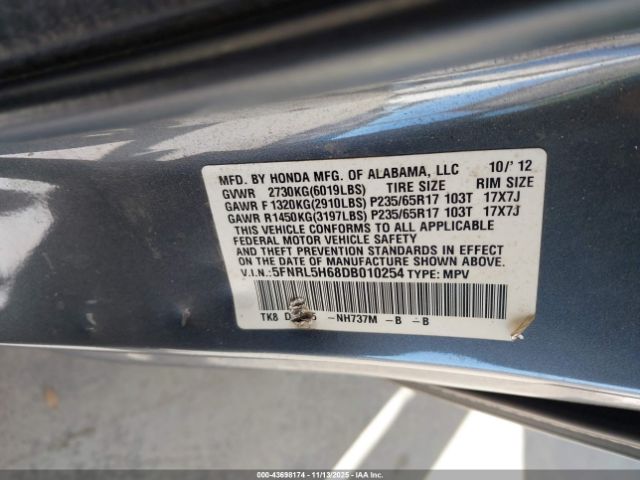 MFD. BY HONDA MFG. OF ALABAMA, LLC 10/'12
GVWR 2730KG(6019LBS) TIRE SIZE RIM SIZE
GAWR F 1320KG(2910LBS) P235/65R17 103T 17X7J
GAWR R 1450KG(3197LBS) P235/65R17 103T 17X7J
THIS VEHICLE CONFORMS TO ALL APPLICABLE
FEDERAL MOTOR VEHICLE SAFETY
AND THEFT PREVENTION STANDARDS IN EFFECT
ON THE DATE OF MANUFACTURE SHOWN ABOVE.
V.I.N.: 5FNRL5H68DB010254 TYPE: MPV
TK8 -NH737M -B -B
000-43698174 - 11/13/2025 - Copyright © IAA, Inc.